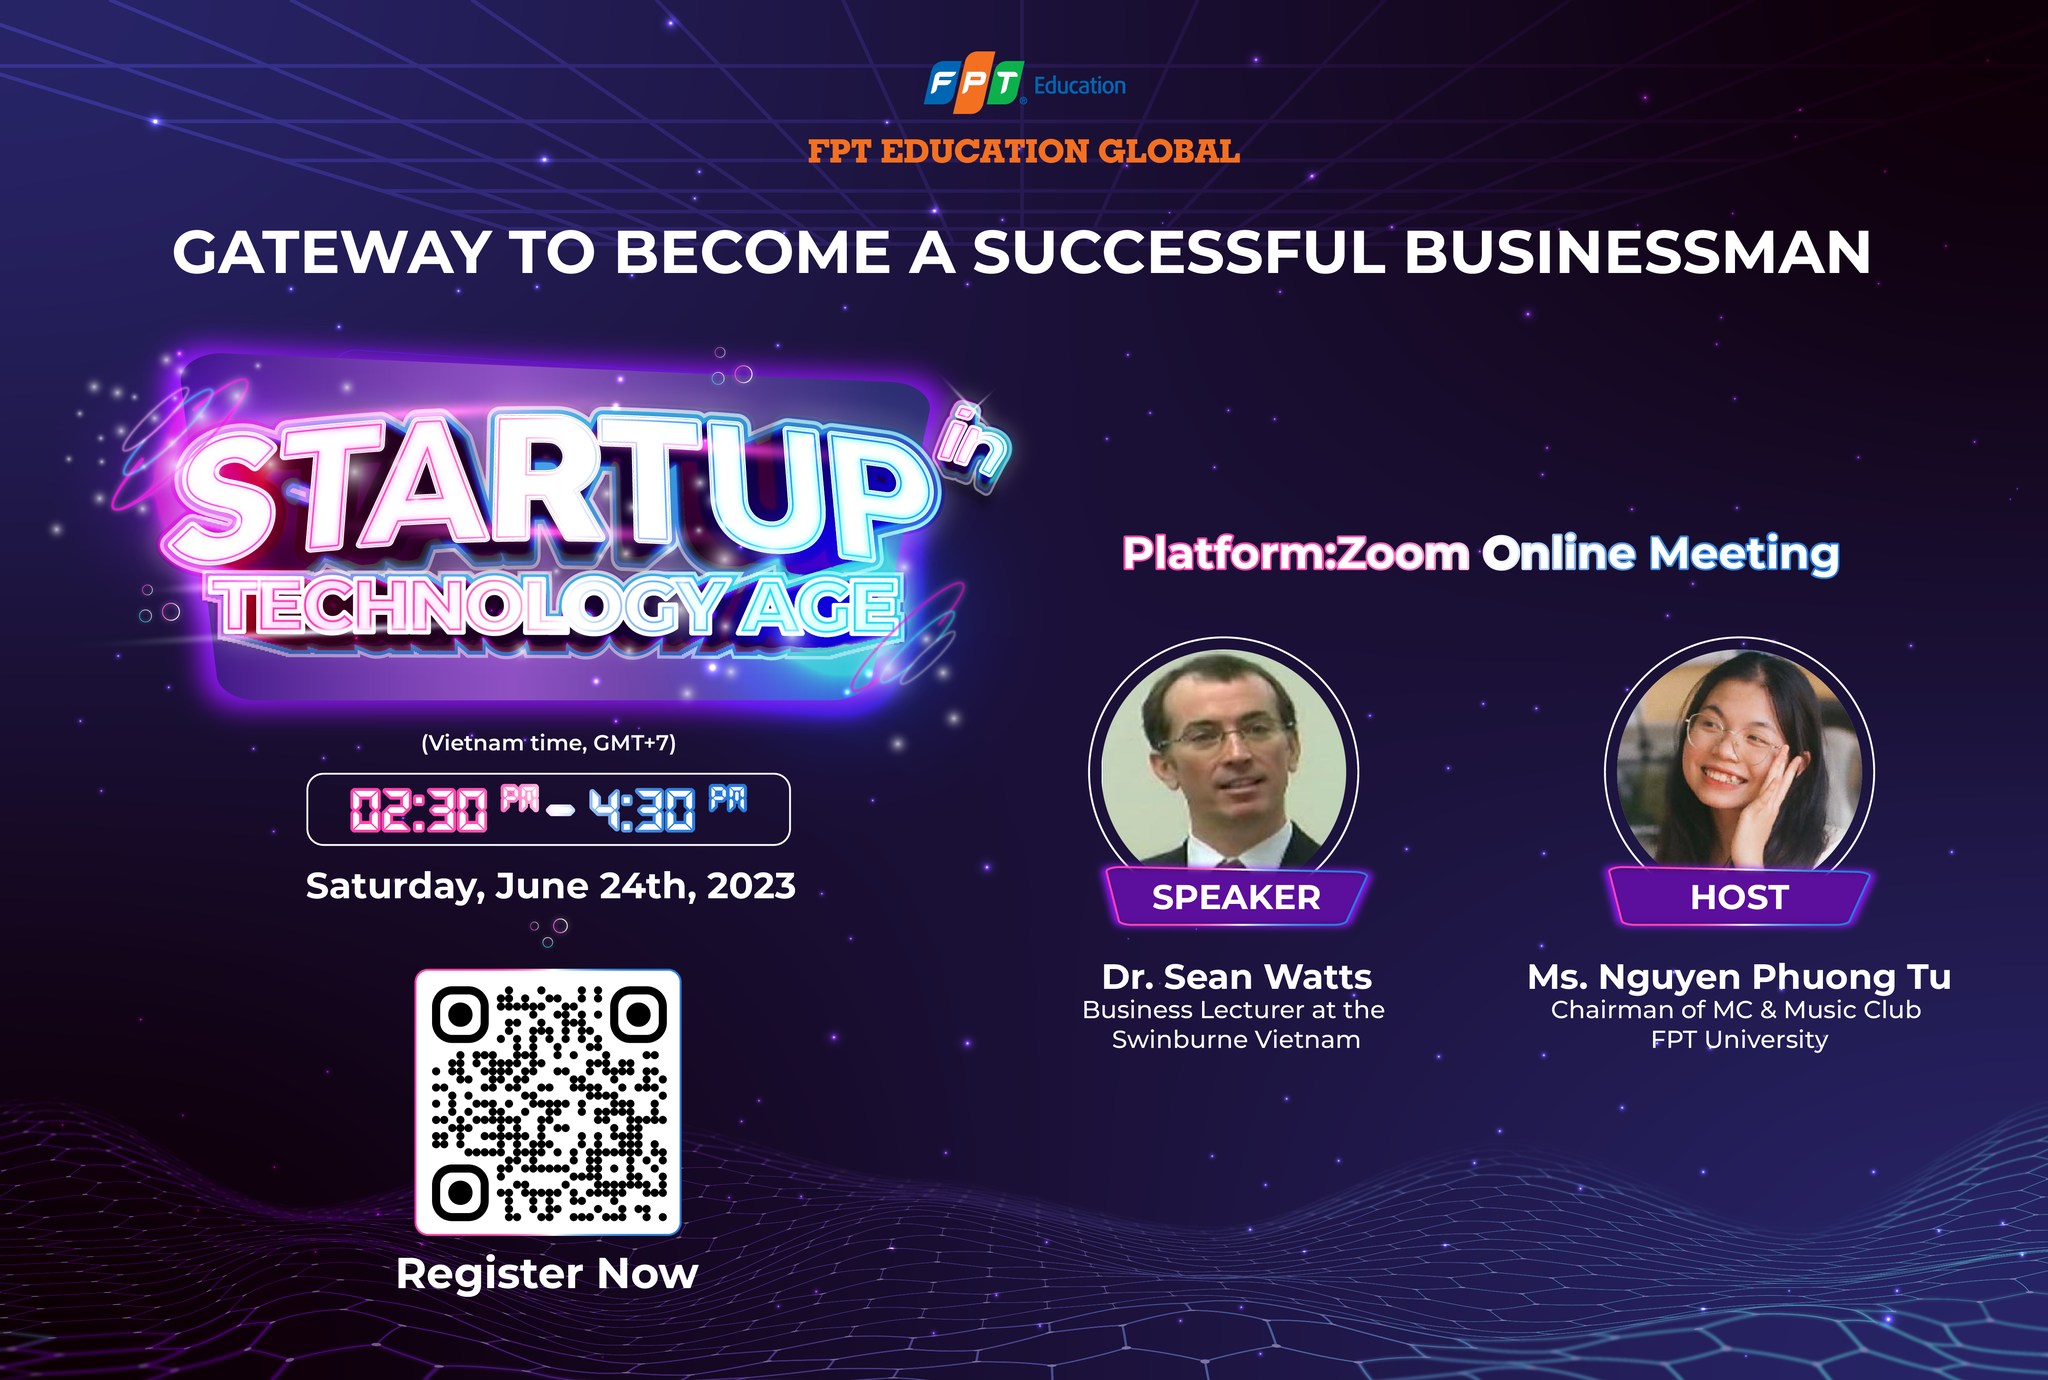 FPT Education
FPT EDUCATION GLOBAL
GATEWAY TO BECOME A SUCCESSFUL BUSINESSMAN
STARTUP in
TECHNOLOGY AGE
(Vietnam time, GMT+7)
02:30 PM - 4:30 PM
Saturday, June 24th, 2023
Register Now
Platform:Zoom Online Meeting
SPEAKER
Dr. Sean Watts
Business Lecturer at the
Swinburne Vietnam
HOST
Ms. Nguyen Phuong Tu
Chairman of MC & Music Club
FPT University